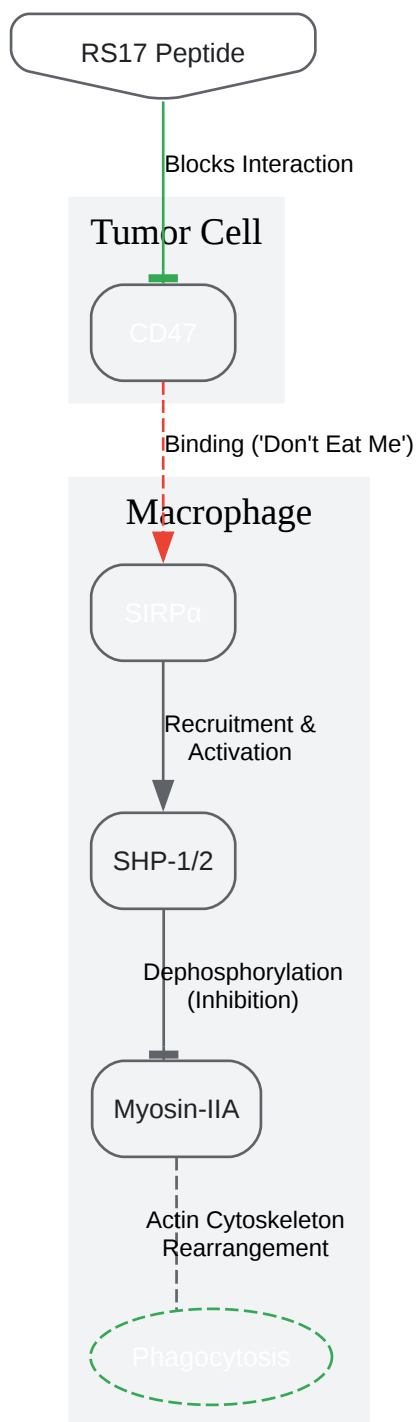 RS17 Peptide
Blocks Interaction
Tumor Cell
CD47
Binding ('Don't Eat Me')
Macrophage
SIRPα
Recruitment &
Activation
SHP-1/2
Dephosphorylation
(Inhibition)
Myosin-IIA
Actin Cytoskeleton
Rearrangement
Phagocytosis